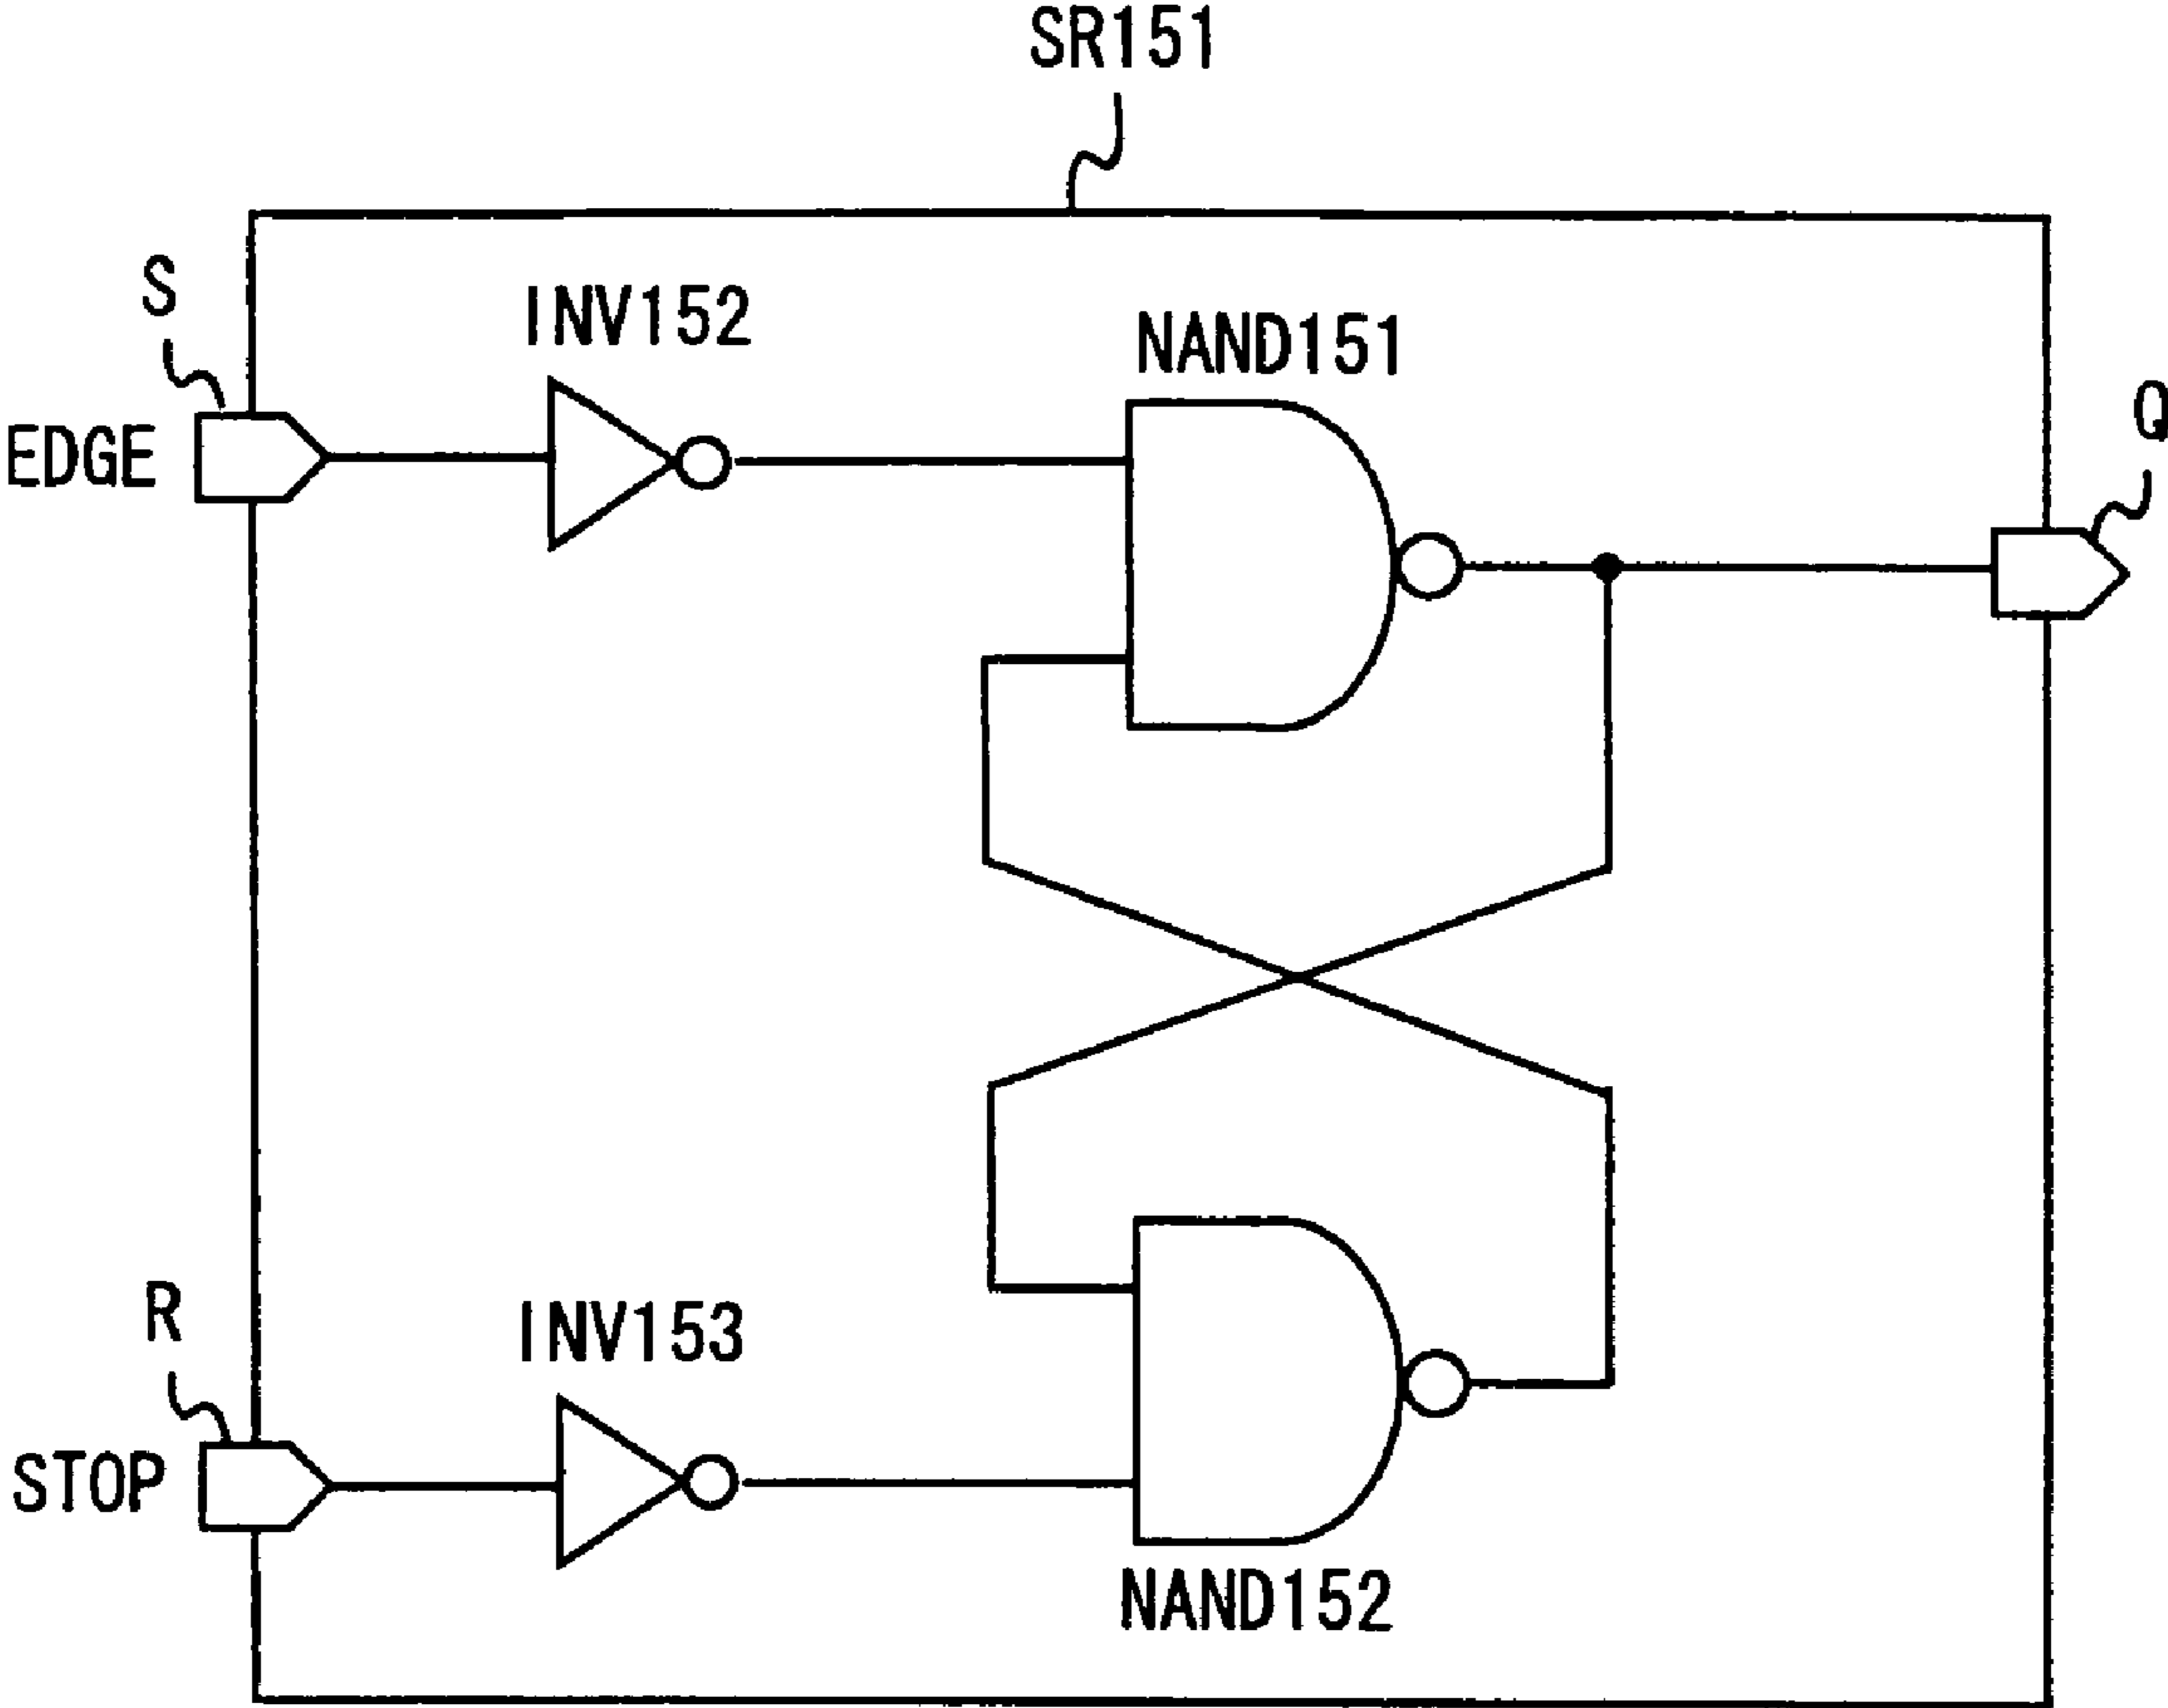 SR151
S
INV152
NAND151
Q
EDGE
R
INV153
STOP
NAND152